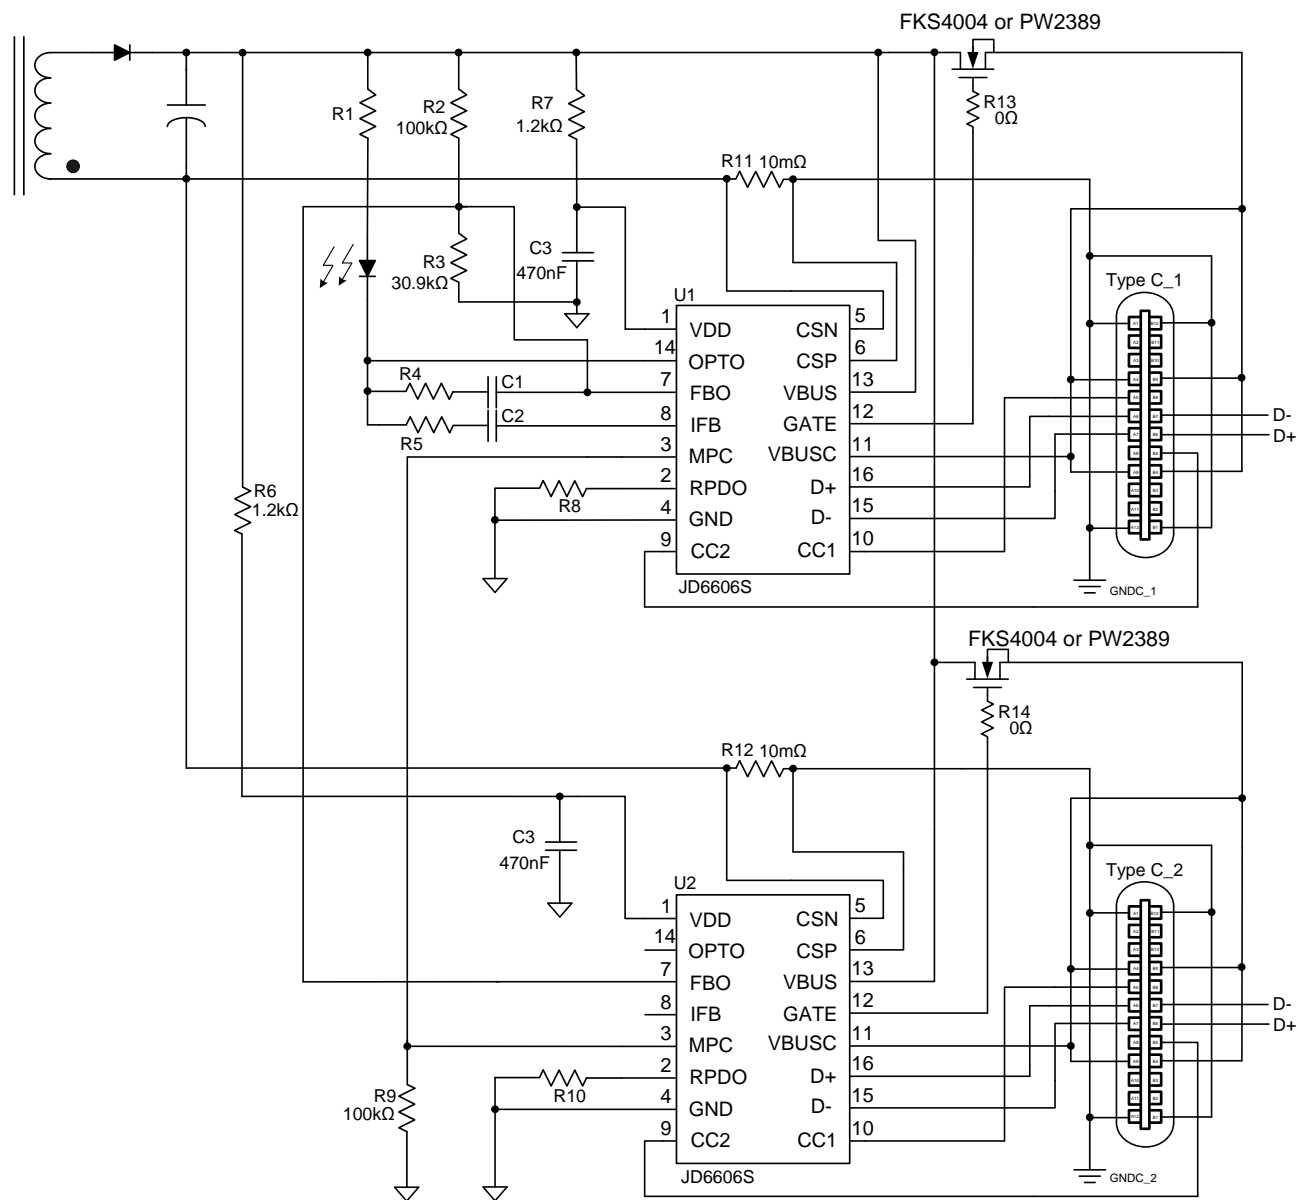 FKS4004 or PW2389
R1
R2
100kΩ
R7
1.2kΩ
R13
0Ω
R11 10mΩ
R3
30.9kΩ
C3
470nF
U1
Type C_1
1 VDD CSN 5
14 OPTO CSP 6
7 FBO VBUS 13
8 IFB GATE 12
3 MPC VBUSC 11
2 RPDO D+ 16
4 GND D- 15
9 CC2 CC1 10
R4
C1
R5
C2
R6
1.2kΩ
R8
D-
D+
JD6606S
GNDC_1
FKS4004 or PW2389
R14
0Ω
R12 10mΩ
C3
470nF
U2
Type C_2
1 VDD CSN 5
14 OPTO CSP 6
7 FBO VBUS 13
8 IFB GATE 12
3 MPC VBUSC 11
2 RPDO D+ 16
4 GND D- 15
9 CC2 CC1 10
R9
100kΩ
R10
D-
D+
JD6606S
GNDC_2